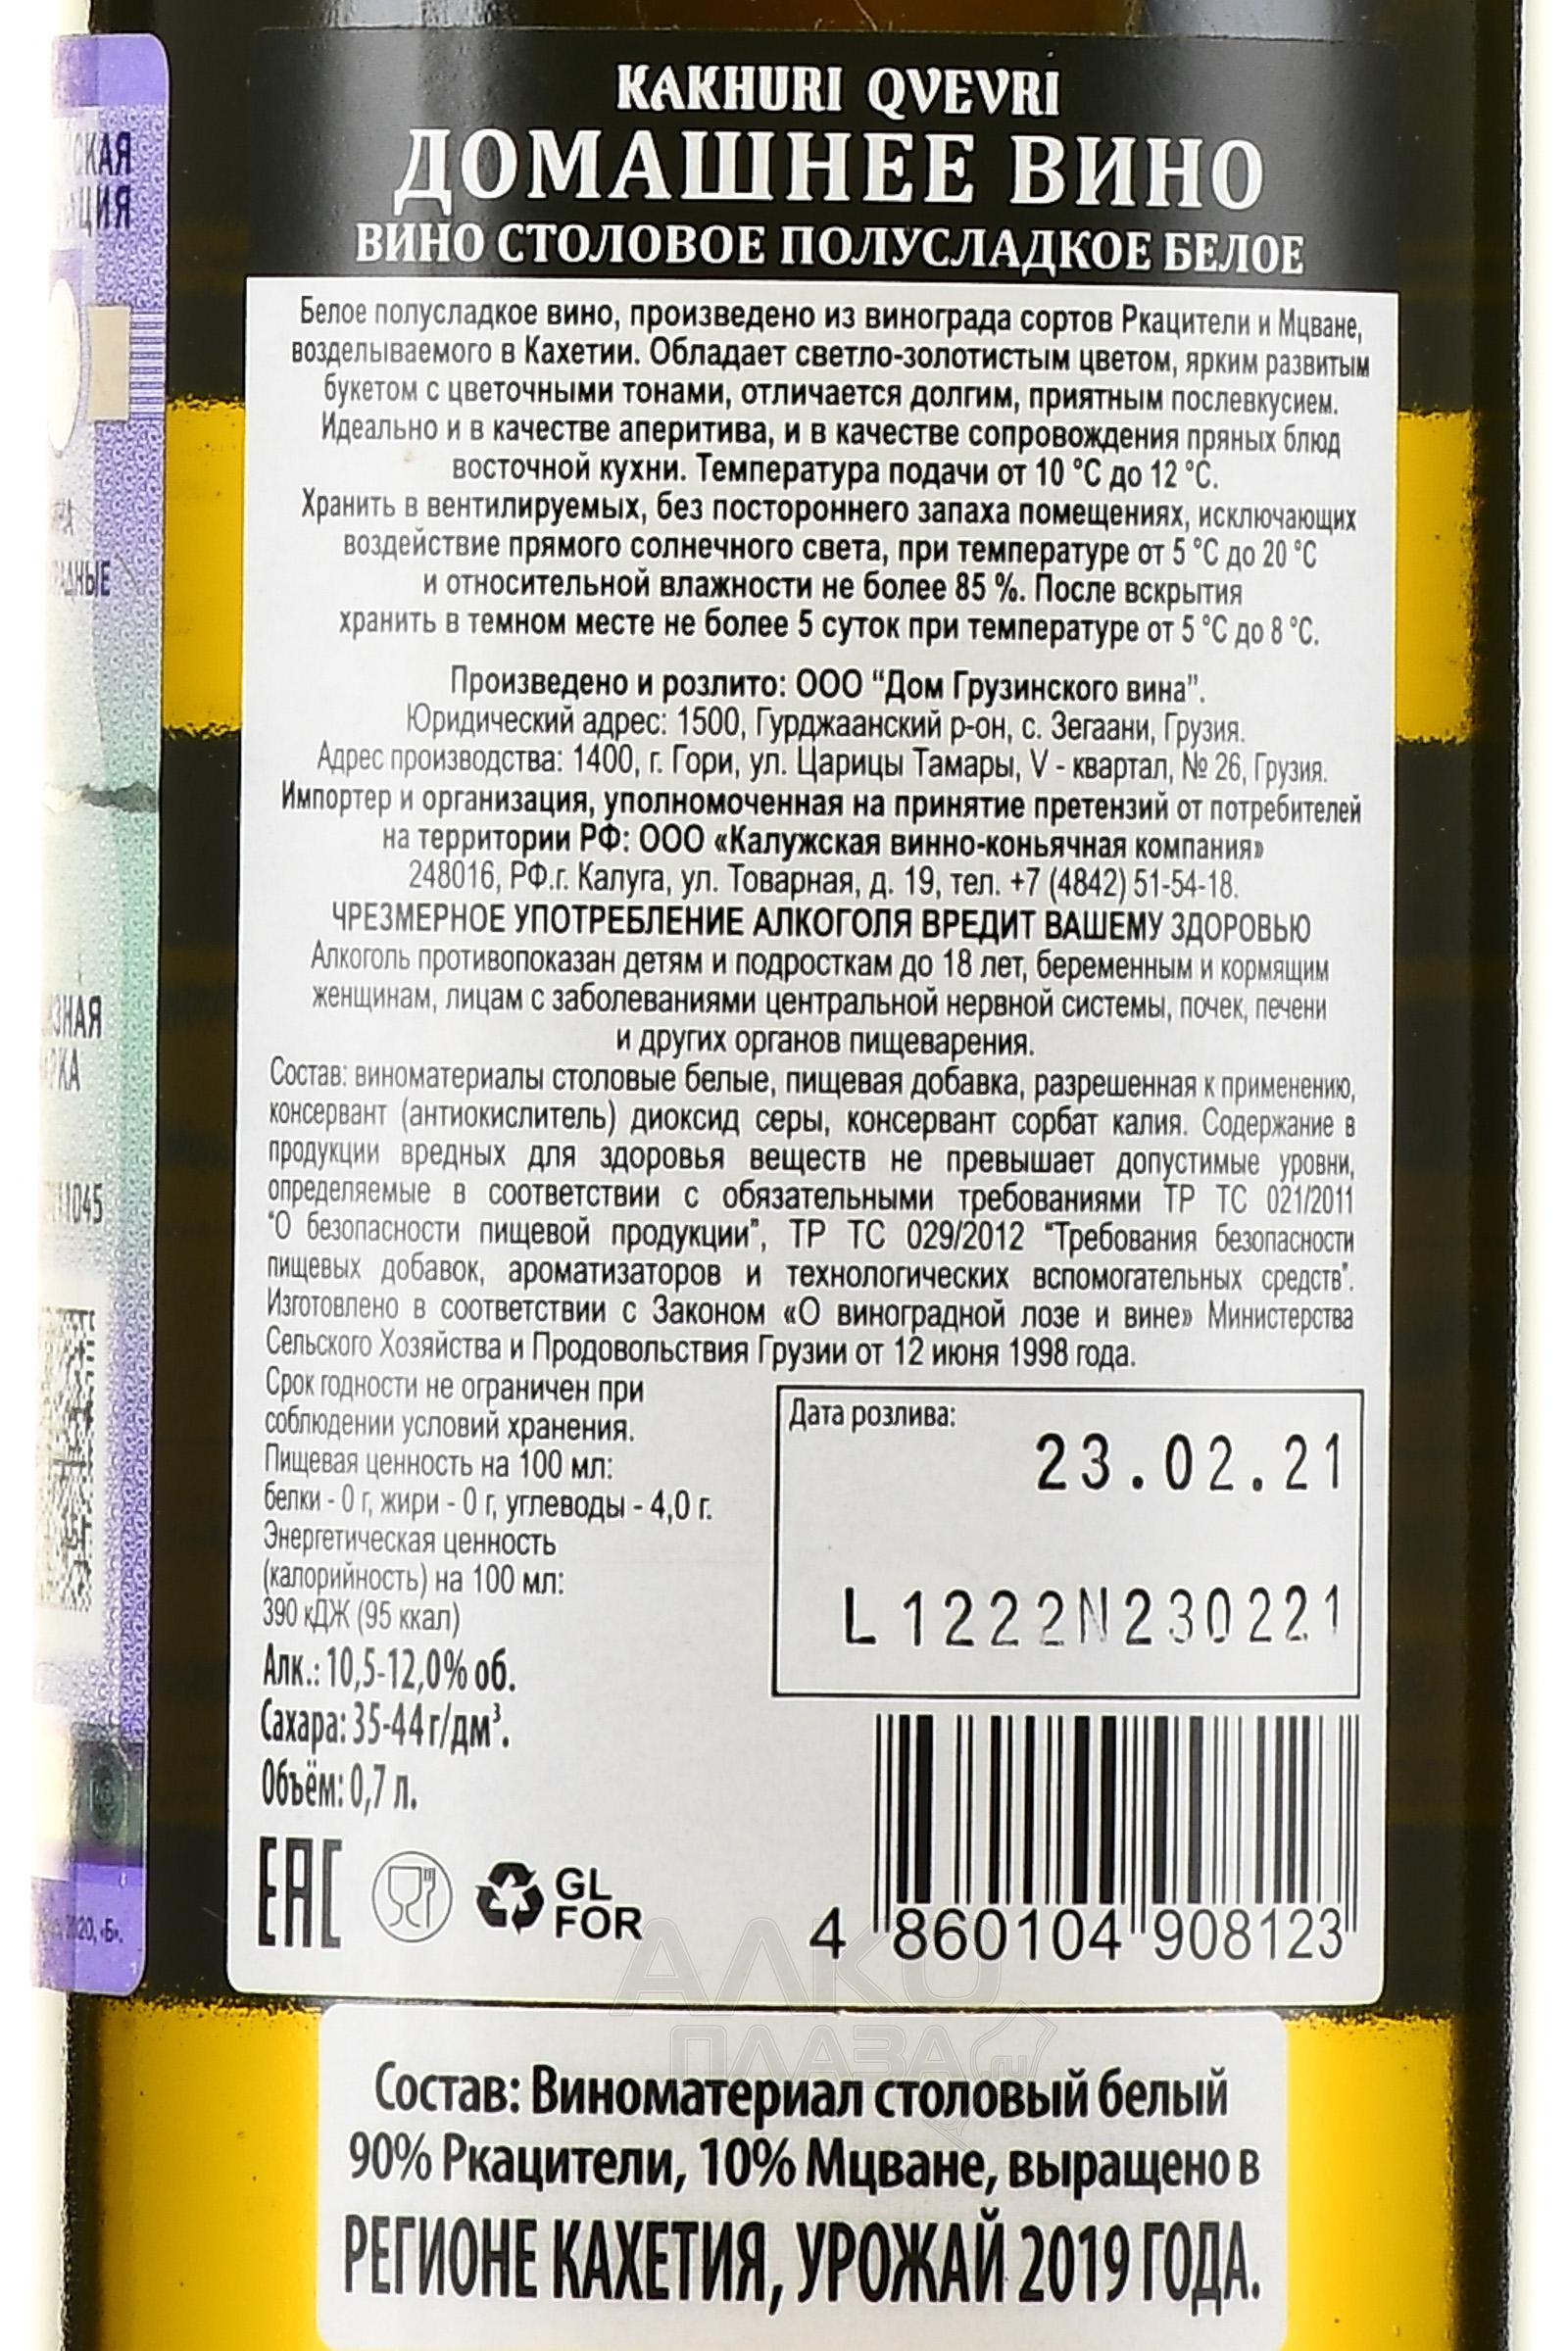 KAKHURI QVEVRI
ДОМАШНЕЕ ВИНО
ВИНО СТОЛОВОЕ ПОЛУСЛАДКОЕ БЕЛОЕ
Белое полусладкое вино, произведено из винограда сортов Ркацители и Мцване,
возделываемого в Кахетии. Обладает светло-золотистым цветом, ярким развитым
букетом с цветочными тонами, отличается долгим, приятным послевкусием.
Идеально и в качестве аперитива, и в качестве сопровождения пряных блюд
восточной кухни. Температура подачи от 10 °С до 12 °С.
Хранить в вентилируемых, без постороннего запаха помещениях, исключающих
воздействие прямого солнечного света, при температуре от 5 °С до 20 °С
и относительной влажности не более 85 %. После вскрытия
хранить в темном месте не более 5 суток при температуре от 5 °С до 8 °С.
Произведено и розлито: ООО “Дом Грузинского вина”.
Юридический адрес: 1500, Гурджаанский р-он, с. Зегаани, Грузия.
Адрес производства: 1400, г. Гори, ул. Царицы Тамары, V - квартал, № 26, Грузия.
Импортер и организация, уполномоченная на принятие претензий от потребителей
на территории РФ: ООО «Калужская винно-коньячная компания»
248016, РФ.г. Калуга, ул. Товарная, д. 19, тел. +7 (4842) 51-54-18.
ЧРЕЗМЕРНОЕ УПОТРЕБЛЕНИЕ АЛКОГОЛЯ ВРЕДИТ ВАШЕМУ ЗДОРОВЬЮ
Алкоголь противопоказан детям и подросткам до 18 лет, беременным и кормящим
женщинам, лицам с заболеваниями центральной нервной системы, почек, печени
и других органов пищеварения.
Состав: виноматериалы столовые белые, пищевая добавка, разрешенная к применению,
консервант (антиокислитель) диоксид серы, консервант сорбат калия. Содержание в
продукции вредных для здоровья веществ не превышает допустимые уровни,
определяемые в соответствии с обязательными требованиями ТР ТС 021/2011
"О безопасности пищевой продукции", ТР ТС 029/2012 "Требования безопасности
пищевых добавок, ароматизаторов и технологических вспомогательных средств".
Изготовлено в соответствии с Законом «О виноградной лозе и вине» Министерства
Сельского Хозяйства и Продовольствия Грузии от 12 июня 1998 года.
Срок годности не ограничен при
соблюдении условий хранения.
Пищевая ценность на 100 мл:
белки - 0 г, жири - 0 г, углеводы - 4,0 г.
Энергетическая ценность
(калорийность) на 100 мл:
390 кДЖ (95 ккал)
Алк.: 10,5-12,0% об.
Сахара: 35-44 г/дм³.
Объём: 0,7 л.
Дата розлива:
23.02.21
L1222N230221
EAC
GL
FOR
4 860104 908123
АЛКО
ПЛАЗА.ru
Состав: Виноматериал столовый белый
90% Ркацители, 10% Мцване, выращено в
РЕГИОНЕ КАХЕТИЯ, УРОЖАЙ 2019 ГОДА.